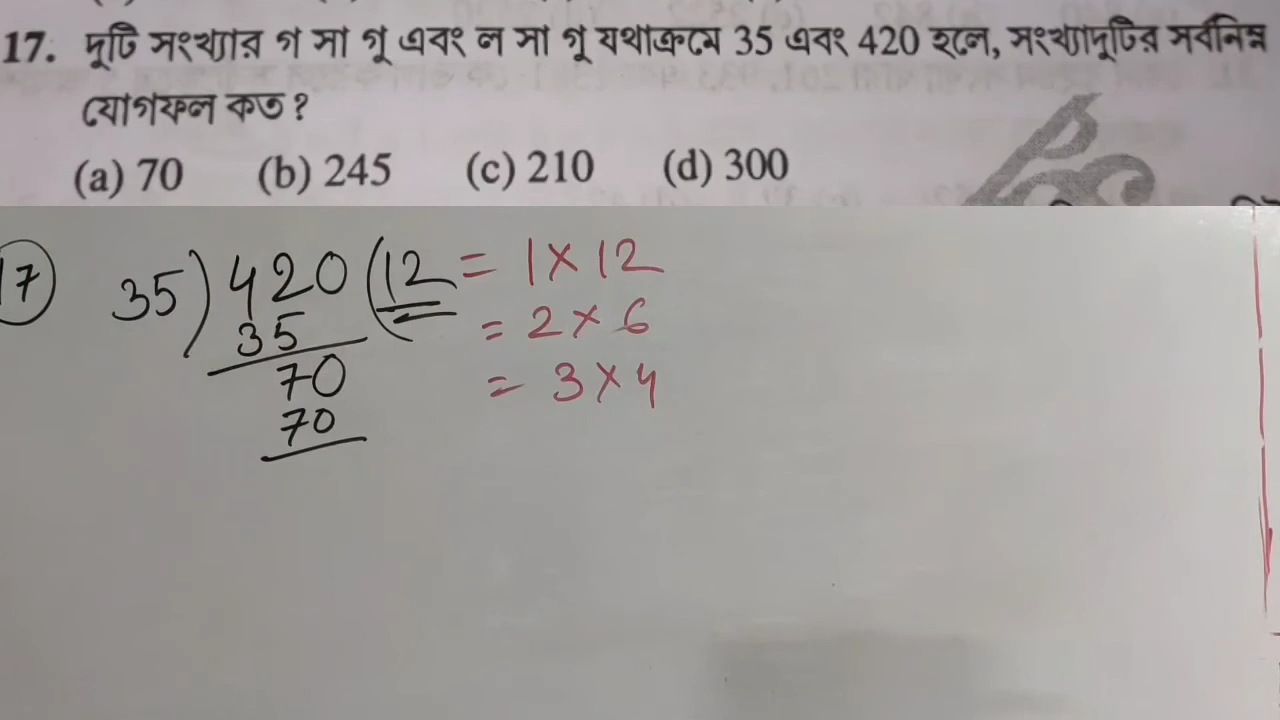 17. দুটি সংখ্যার গ সা গু এবং ল সা গু যথাক্রমে 35 এবং 420 হলে, সংখ্যাদুটির সর্বনিম্ন
যোগফল কত ?
(a) 70 (b) 245 (c) 210 (d) 300
17 35 ) 420 ( 12 = 1 × 12
35 = 2 × 6
70 = 3 × 4
70